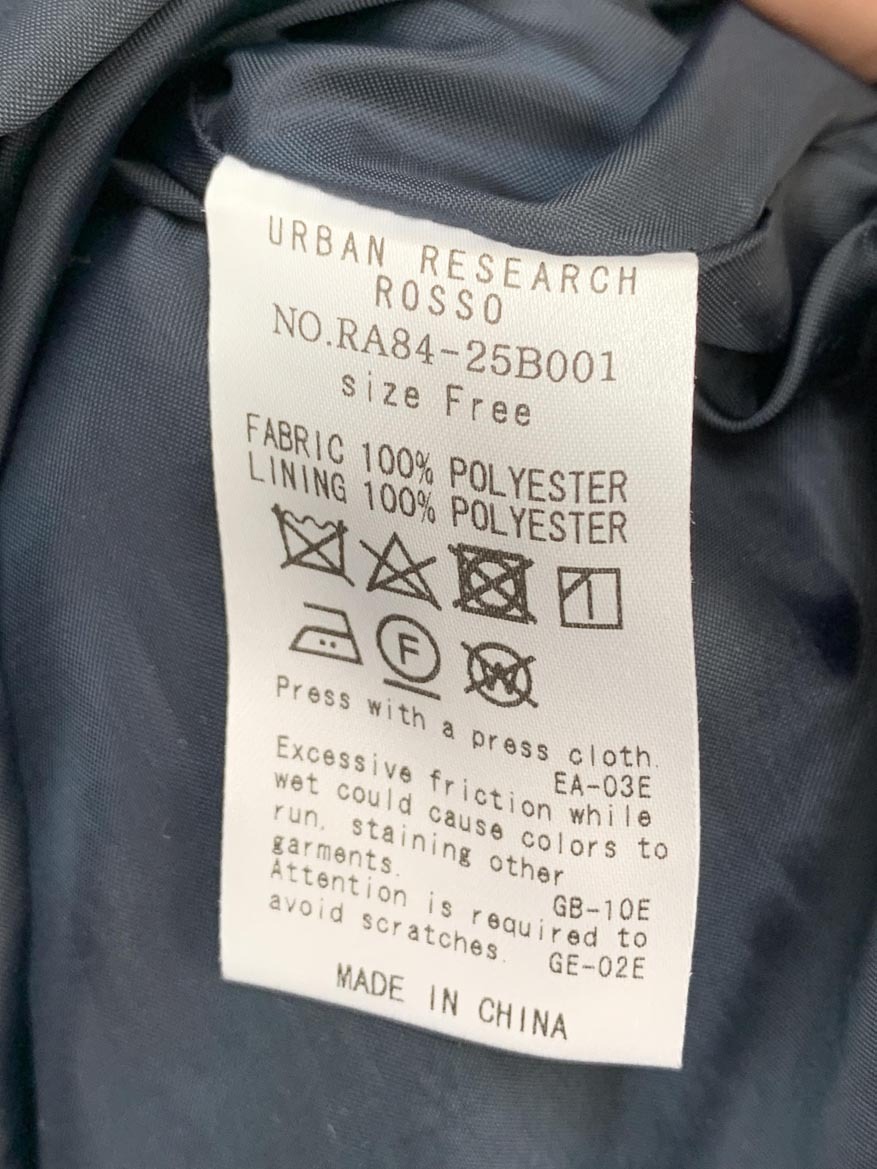 URBAN RESEARCH
ROSSO
NO.RA84-25B001
size Free
FABRIC 100% POLYESTER
LINING 100% POLYESTER
F W
Press with a press cloth.
EA-03E
Excessive friction while
wet could cause colors to
run, staining other
garments.
GB-10E
Attention is required to
avoid scratches.
GE-02E
MADE IN CHINA